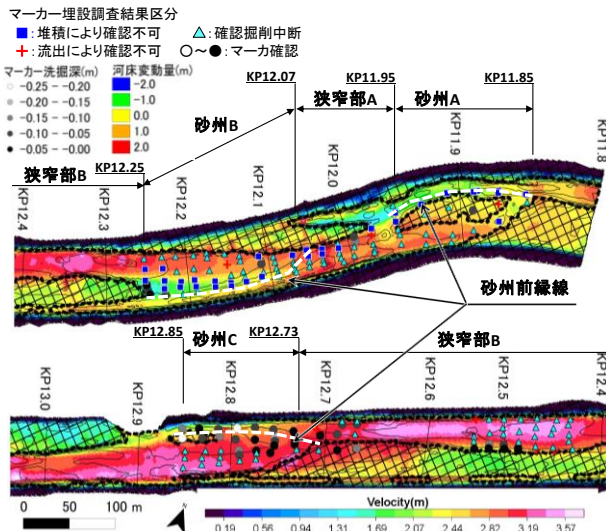 マーカー埋設調査結果区分
■:堆積により確認不可 △:確認掘削中断
+:流出により確認不可 ○~●:マーカ確認
マーカー洗掘深(m) 河床変動量(m)
-0.25 - -0.20 -2.0
-0.20 - -0.15 -1.0
-0.15 - -0.10 0.0
-0.10 - -0.05 1.0
-0.05 - -0.00 2.0
KP12.07 KP11.95 KP11.85
狭窄部A 砂州A
砂州B
KP12.25
狭窄部B
KP12.4 KP12.3 KP12.2 KP12.1 KP12.0 KP11.9 KP11.8
砂州前縁線
KP12.85 KP12.73
砂州C 狭窄部B
KP13.0 KP12.9 KP12.8 KP12.7 KP12.6 KP12.5 KP12.4
0 50 100 m
N
Velocity(m)
0.19 0.56 0.94 1.31 1.69 2.07 2.44 2.82 3.19 3.57